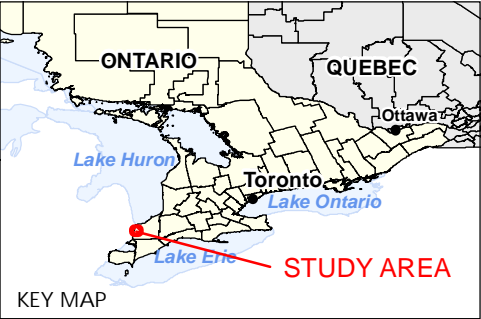 ONTARIO
QUEBEC
Ottawa
Lake Huron
Toronto
Lake Ontario
Lake Erie
STUDY AREA
KEY MAP